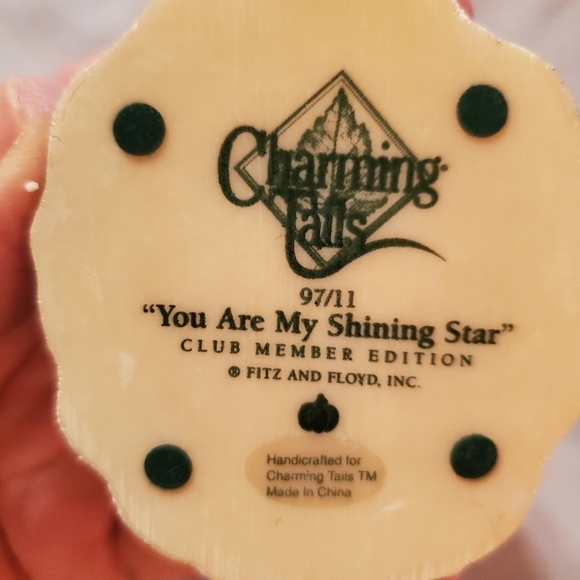 Charming
Tails
97/11
“You Are My Shining Star”
CLUB MEMBER EDITION
® FITZ AND FLOYD, INC.
Handicrafted for
Charming Tails TM
Made In China